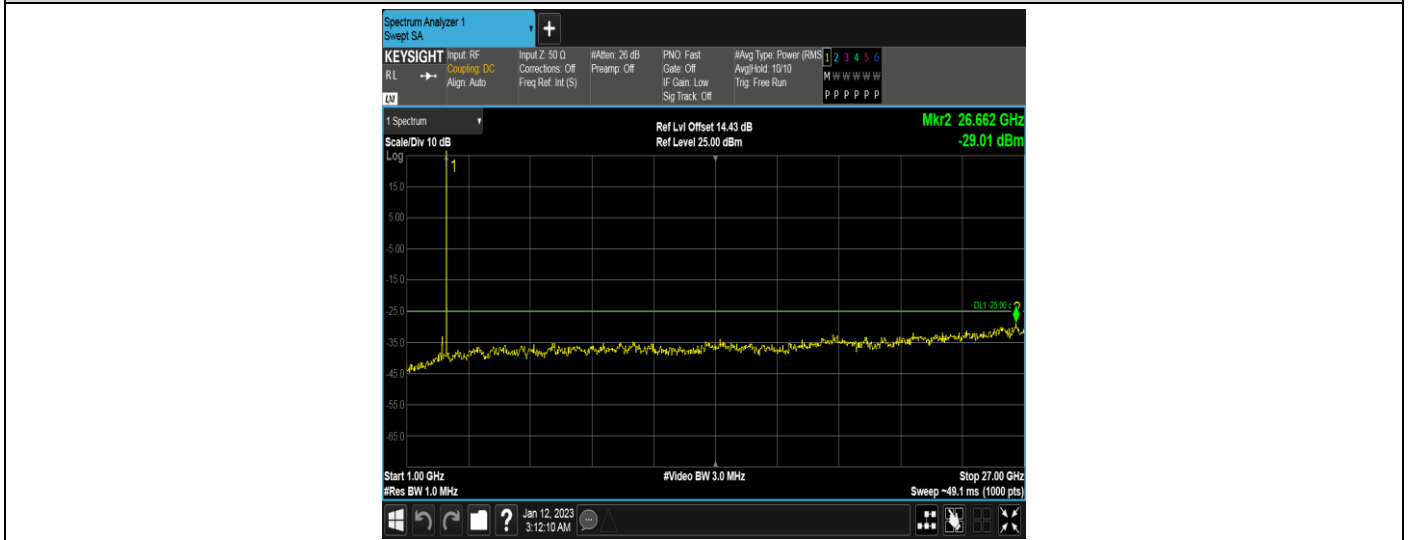 Spectrum Analyzer 1
Swept SA
+
KEYSIGHT
RL
LXI
Input: RF
Coupling: DC
Align: Auto
Input Z: 50 Ω
Corrections: Off
Freq Ref: Int (S)
#Atten: 26 dB
Preamp: Off
PNO: Fast
Gate: Off
IF Gain: Low
Sig Track: Off
#Avg Type: Power (RMS
Avg|Hold: 10/10
Trig: Free Run
1 2 3 4 5 6
M W W W W W
P P P P P P
1 Spectrum
Scale/Div 10 dB
Ref Lvl Offset 14.43 dB
Ref Level 25.00 dBm
Mkr2 26.662 GHz
-29.01 dBm
Log
1
15.0
5.00
-5.00
-15.0
-25.0
DL1 -25.00
-35.0
-45.0
-55.0
-65.0
Start 1.00 GHz
#Video BW 3.0 MHz
Stop 27.00 GHz
#Res BW 1.0 MHz
Sweep ~49.1 ms (1000 pts)
?
Jan 12, 2023
3:12:10 AM